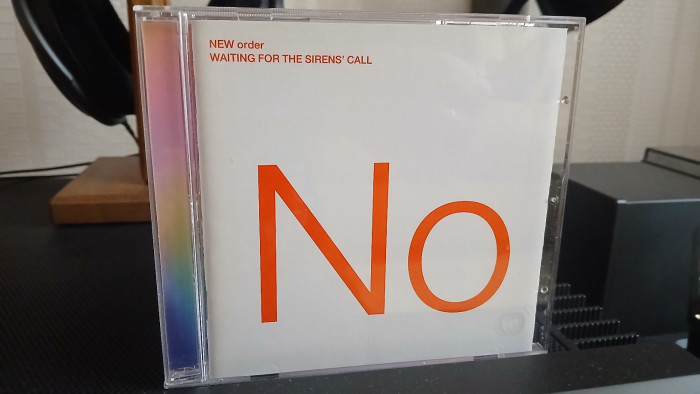 NEW order
WAITING FOR THE SIRENS' CALL
No